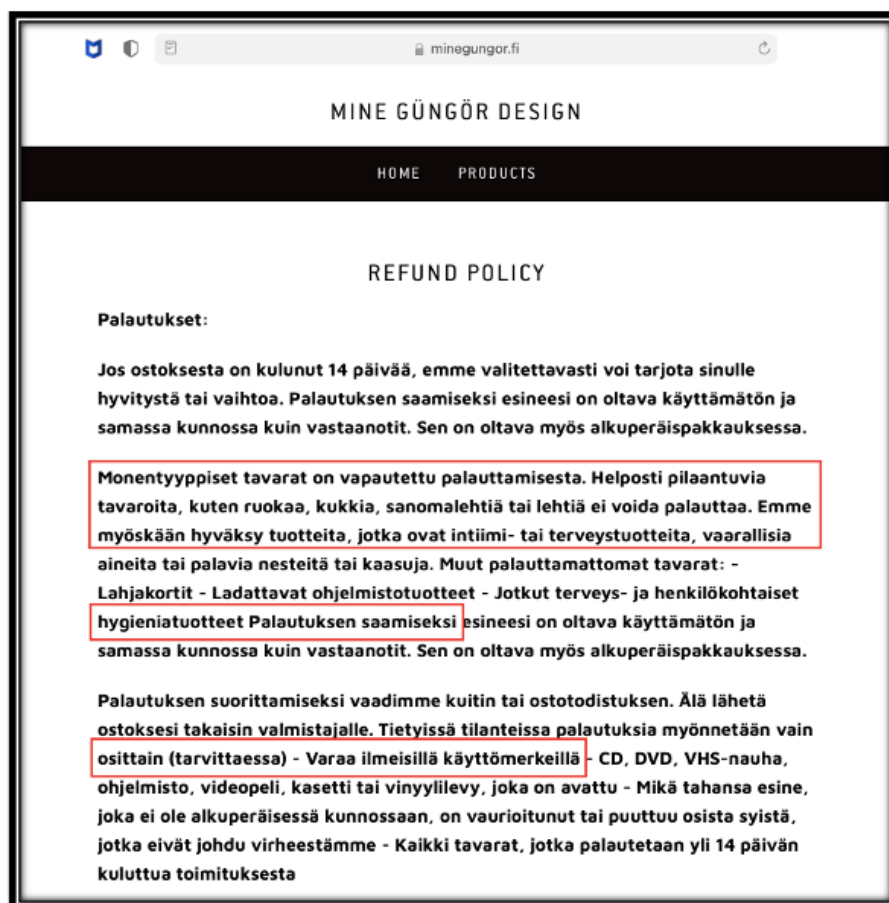 minegungor.fi
MINE GÜNGÖR DESIGN
HOME PRODUCTS
REFUND POLICY
Palautukset:
Jos ostoksesta on kulunut 14 päivää, emme valitettavasti voi tarjota sinulle
hyvitystä tai vaihtoa. Palautuksen saamiseksi esineesi on oltava käyttämätön ja
samassa kunnossa kuin vastaanotit. Sen on oltava myös alkuperäispakkauksessa.
Monentyyppiset tavarat on vapautettu palauttamisesta. Helposti pilaantuvia
tavaroita, kuten ruokaa, kukkia, sanomalehtiä tai lehtiä ei voida palauttaa. Emme
myöskään hyväksy tuotteita, jotka ovat intiimi- tai terveystuotteita, vaarallisia
aineita tai palavia nesteitä tai kaasuja. Muut palauttamattomat tavarat: -
Lahjakortit - Ladattavat ohjelmistotuotteet - Jotkut terveys- ja henkilökohtaiset
hygieniatuotteet Palautuksen saamiseksi esineesi on oltava käyttämätön ja
samassa kunnossa kuin vastaanotit. Sen on oltava myös alkuperäispakkauksessa.
Palautuksen suorittamiseksi vaadimme kuitin tai ostotodistuksen. Älä lähetä
ostoksesi takaisin valmistajalle. Tietyissä tilanteissa palautuksia myönnetään vain
osittain (tarvittaessa) - Varaa ilmeisillä käyttömerkeillä - CD, DVD, VHS-nauha,
ohjelmisto, videopeli, kasetti tai vinyylilevy, joka on avattu - Mikä tahansa esine,
joka ei ole alkuperäisessä kunnossaan, on vaurioitunut tai puuttuu osista syistä,
jotka eivät johdu virheestämme - Kaikki tavarat, jotka palautetaan yli 14 päivän
kuluttua toimituksesta